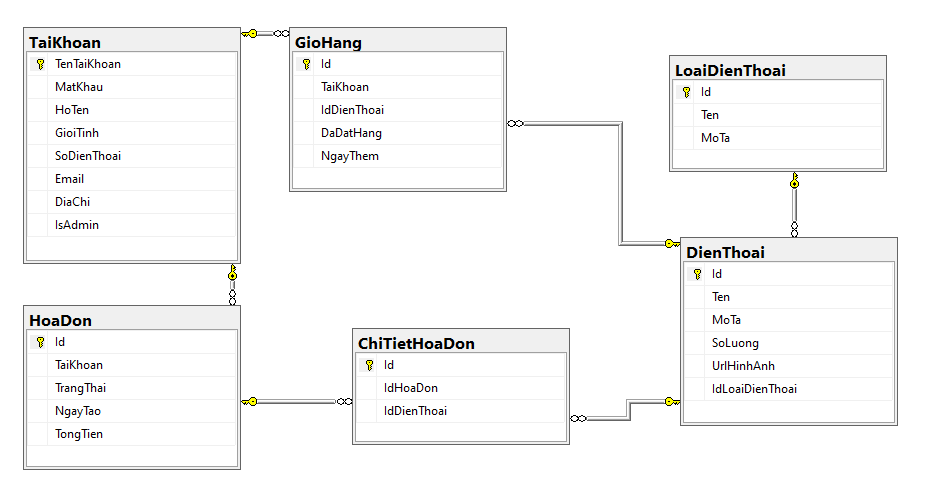 TaiKhoan
TenTaiKhoan
MatKhau
HoTen
GioiTinh
SoDienThoai
Email
DiaChi
IsAdmin
GioHang
Id
TaiKhoan
IdDienThoai
DaDatHang
NgayThem
LoaiDienThoai
Id
Ten
MoTa
DienThoai
Id
Ten
MoTa
SoLuong
UrlHinhAnh
IdLoaiDienThoai
HoaDon
Id
TaiKhoan
TrangThai
NgayTao
TongTien
ChiTietHoaDon
Id
IdHoaDon
IdDienThoai